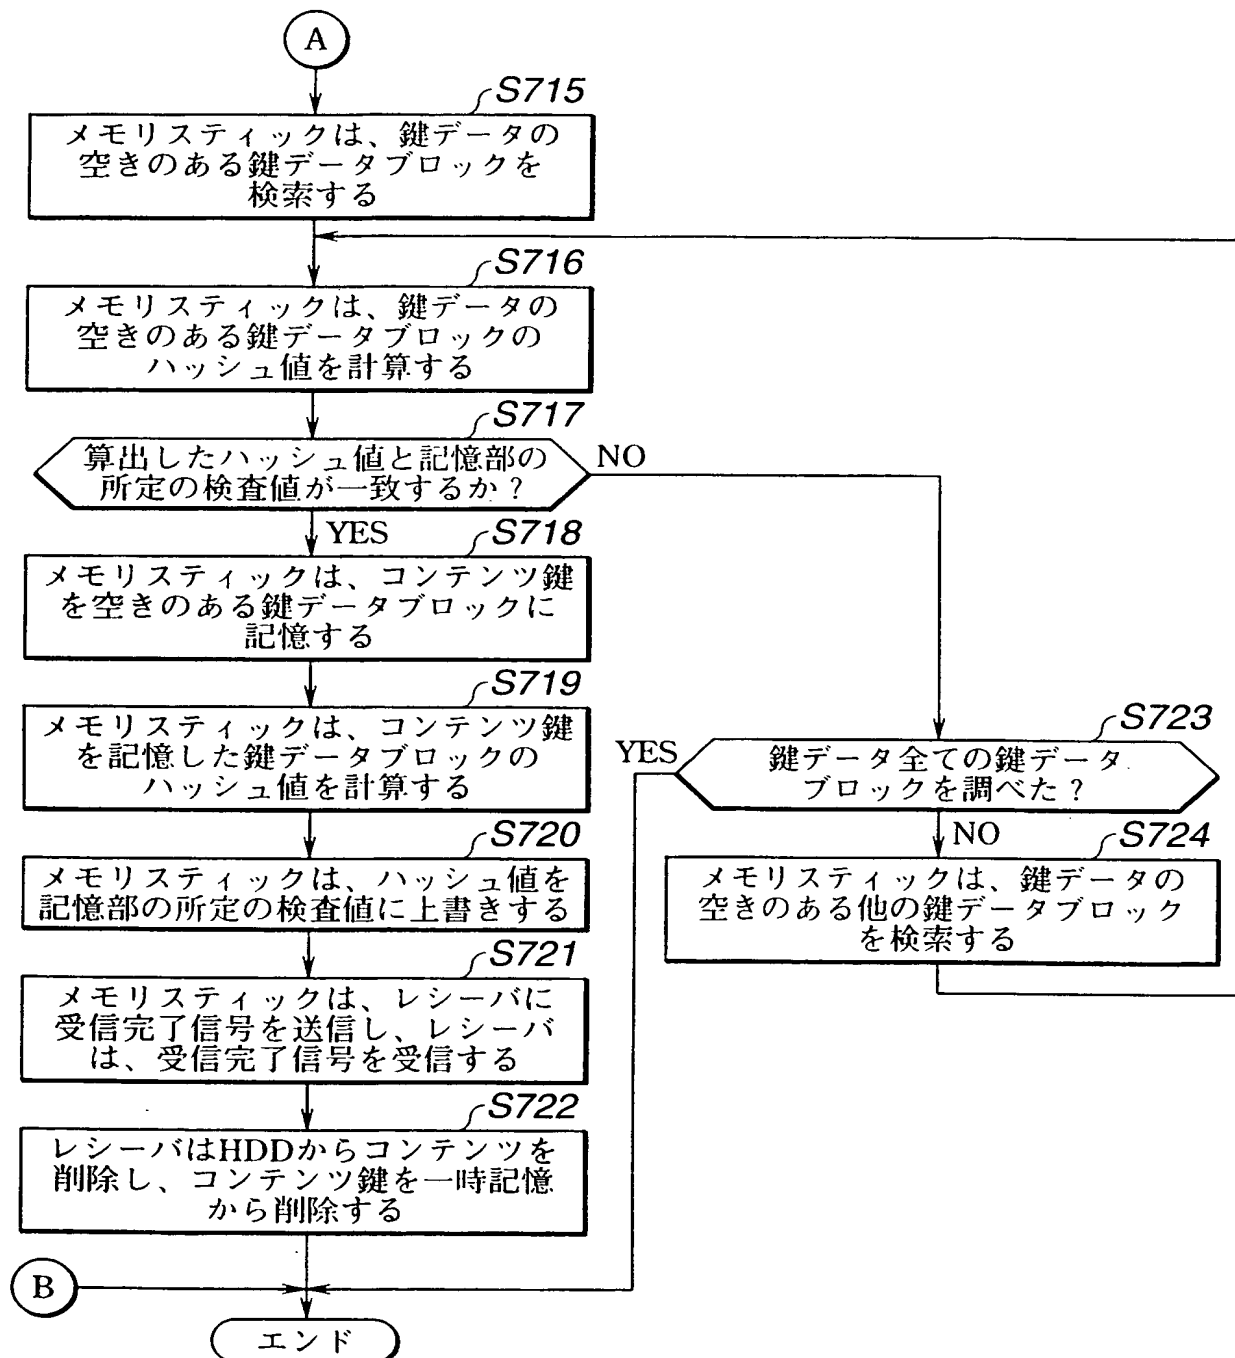 A
S715
メモリスティックは、鍵データの
空きのある鍵データブロックを
検索する
S716
メモリスティックは、鍵データの
空きのある鍵データブロックの
ハッシュ値を計算する
S717
算出したハッシュ値と記憶部の
所定の検査値が一致するか?
NO
YES
S718
メモリスティックは、コンテンツ鍵
を空きのある鍵データブロックに
記憶する
S719
メモリスティックは、コンテンツ鍵
を記憶した鍵データブロックの
ハッシュ値を計算する
S720
メモリスティックは、ハッシュ値を
記憶部の所定の検査値に上書きする
S721
メモリスティックは、レシーバに
受信完了信号を送信し、レシーバ
は、受信完了信号を受信する
S722
レシーバはHDDからコンテンツを
削除し、コンテンツ鍵を一時記憶
から削除する
S723
YES
鍵データ全ての鍵データ
ブロックを調べた?
NO
S724
メモリスティックは、鍵データの
空きのある他の鍵データブロック
を検索する
B
エンド